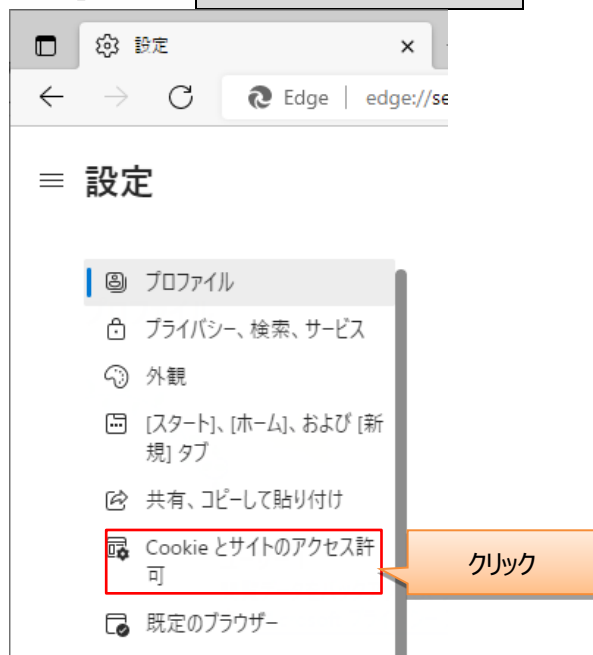 設定
Edge
edge://se
設定
プロファイル
プライバシー、検索、サービス
外観
[スタート]、[ホーム]、および [新
規] タブ
共有、コピーして貼り付け
Cookie とサイトのアクセス許
可
クリック
既定のブラウザー